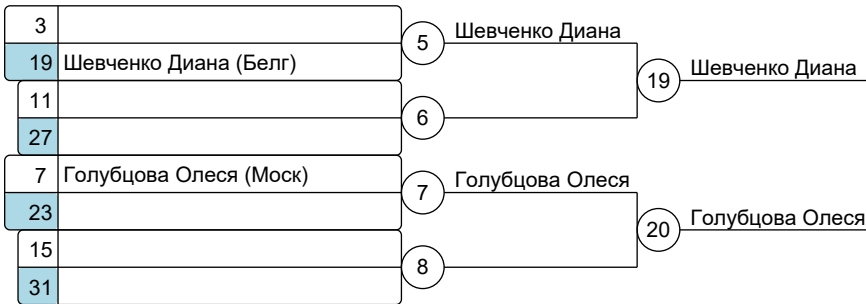 3
5
Шевченко Диана
19 Шевченко Диана (Белг)
19
Шевченко Диана
11
6
27
7 Голубцова Олеся (Моск)
7
Голубцова Олеся
23
20
Голубцова Олеся
15
8
31